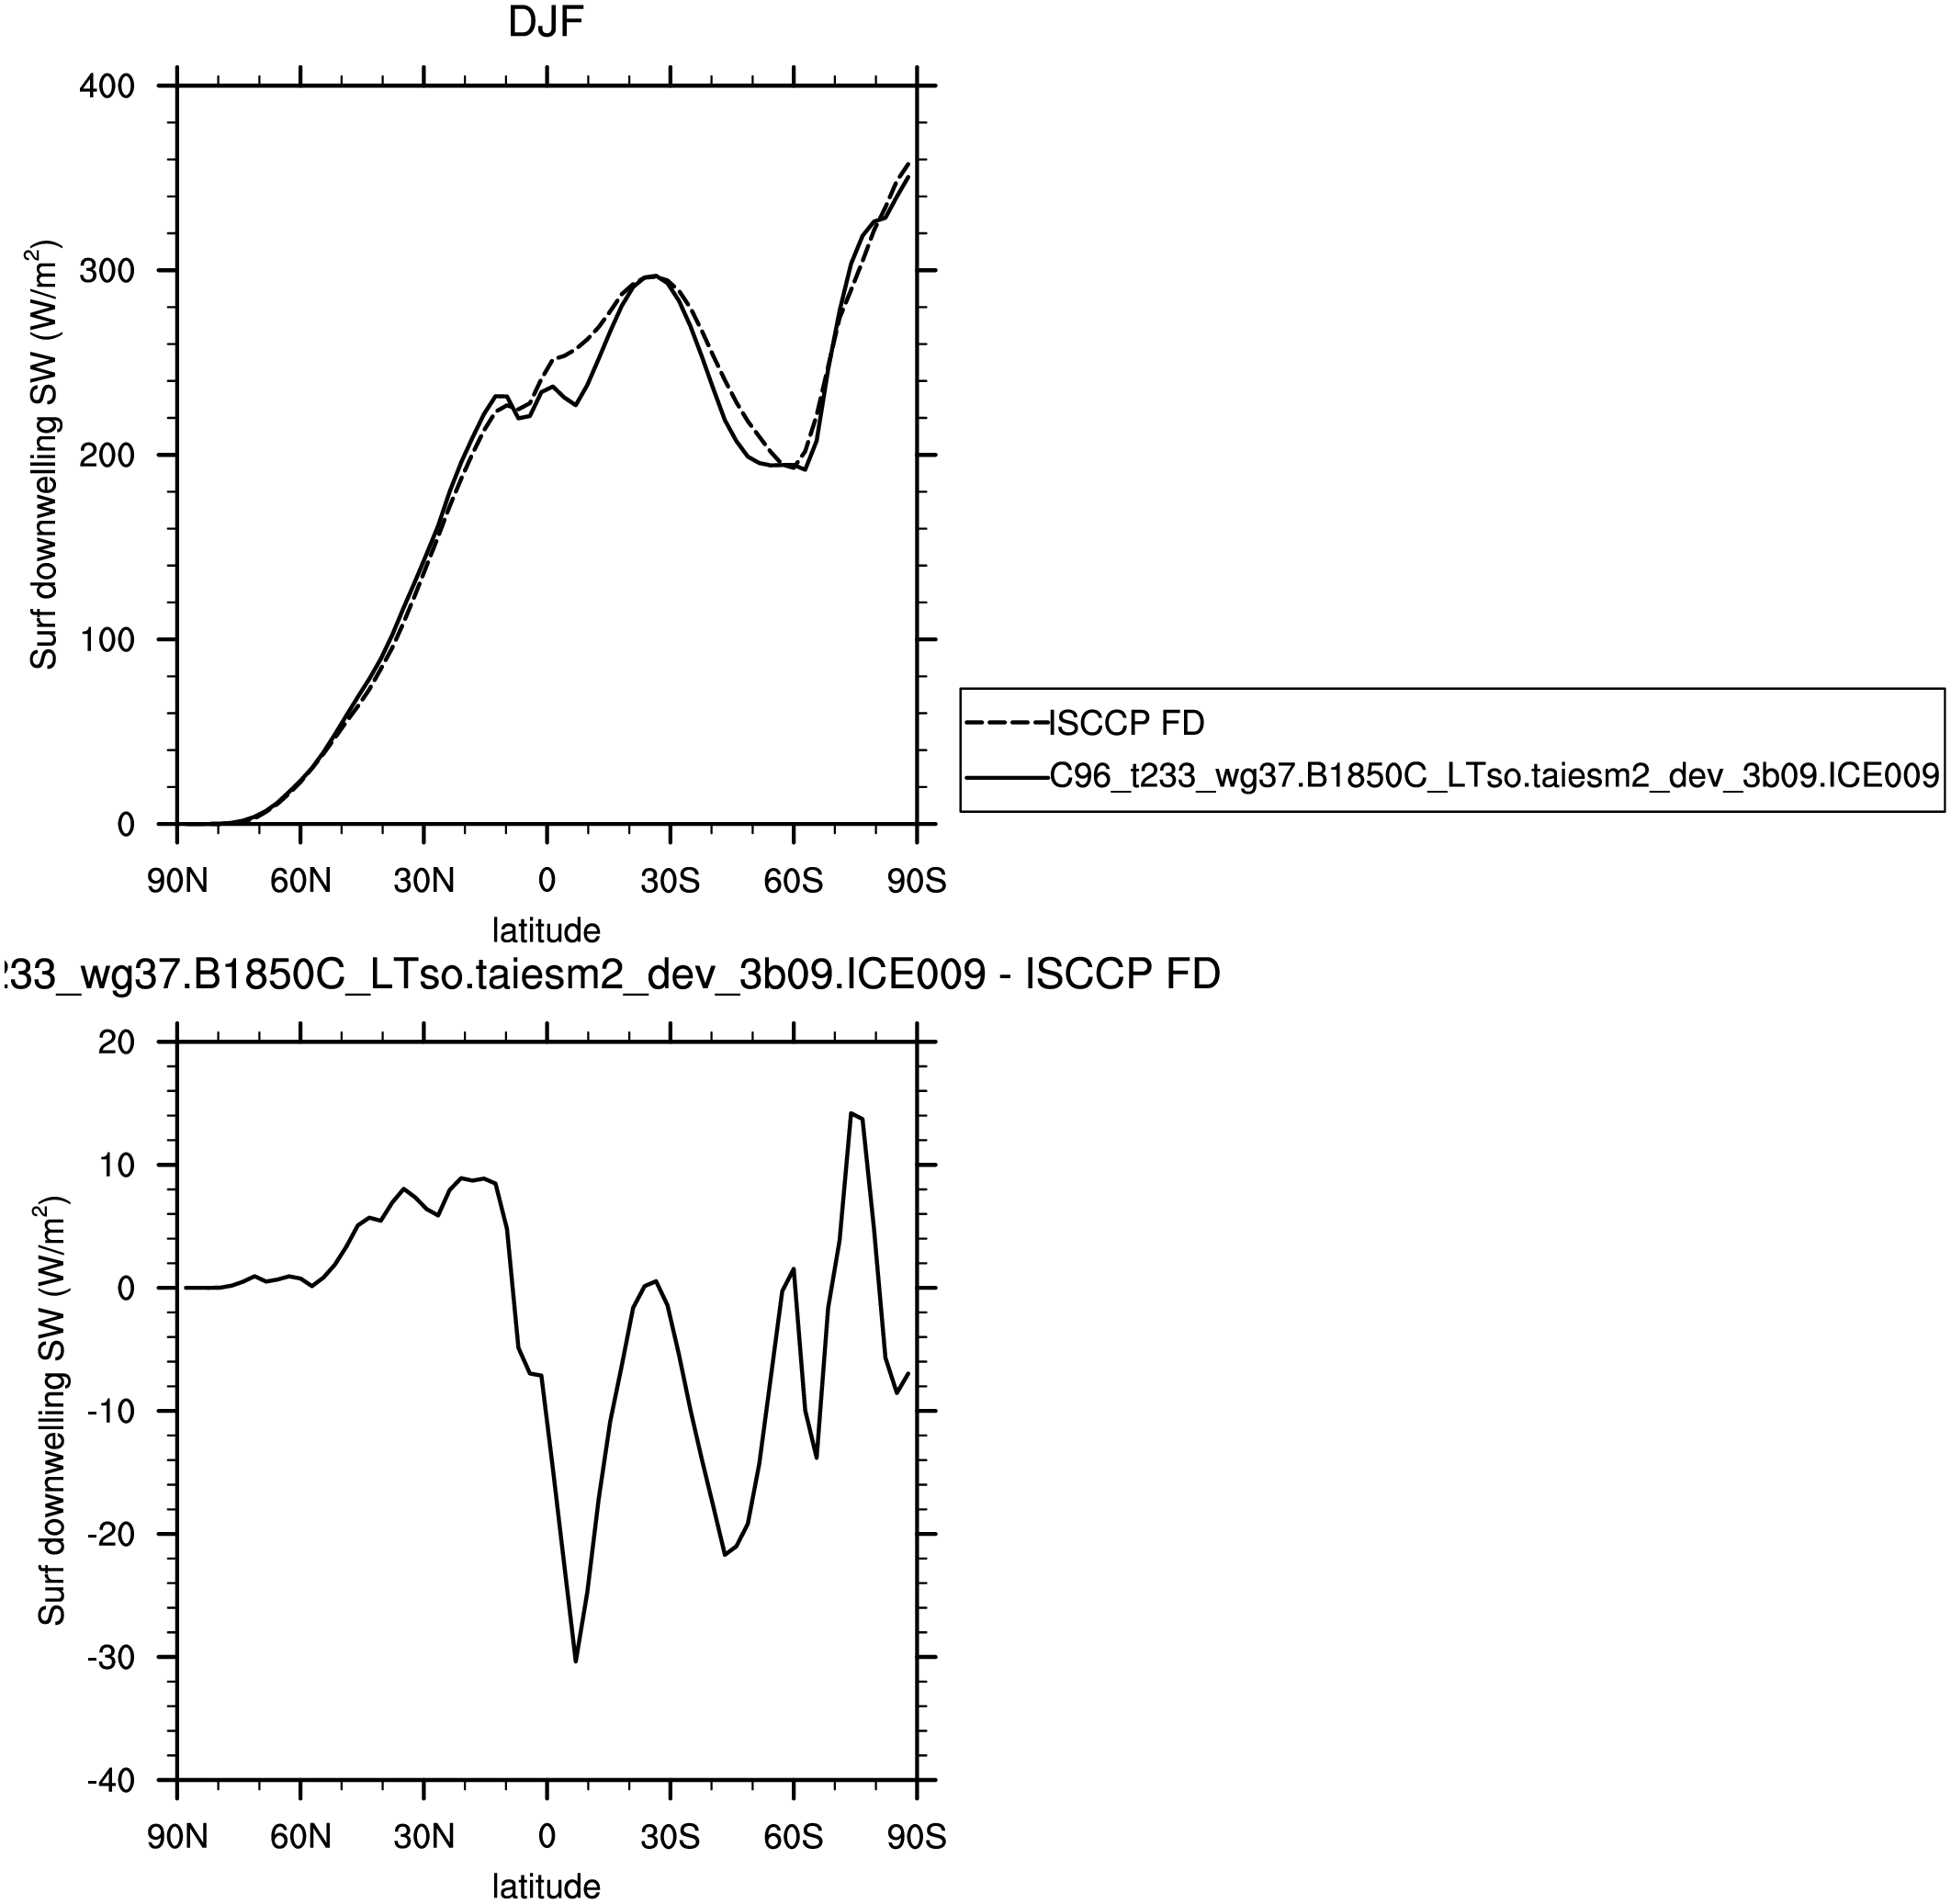 DJF
400
300
200
100
0
Surf downwelling SW (W/m²)
90N 60N 30N 0 30S 60S 90S
latitude
ISCCP FD
C96_t233_wg37.B1850C_LTso.taiesm2_dev_3b09.ICE009
33_wg37.B1850C_LTso.taiesm2_dev_3b09.ICE009 - ISCCP FD
20
10
0
-10
-20
-30
-40
Surf downwelling SW (W/m²)
90N 60N 30N 0 30S 60S 90S
latitude